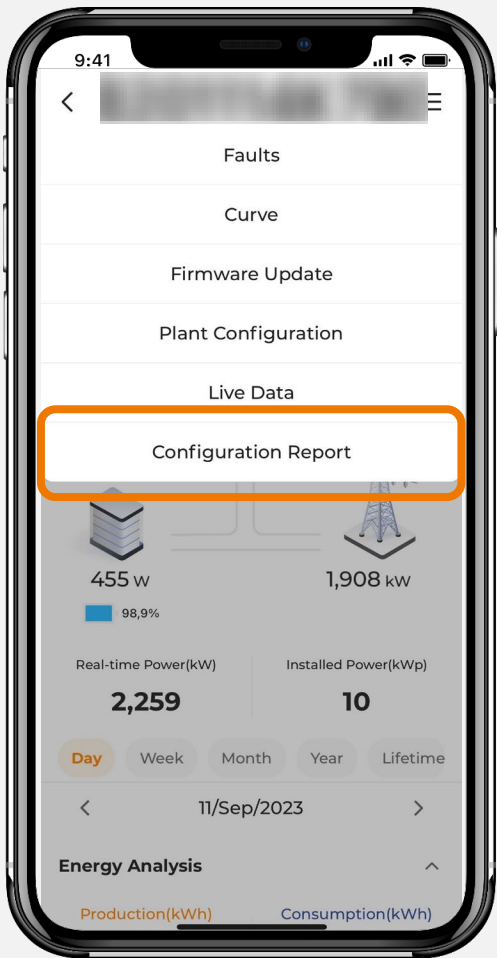 9:41
Faults
Curve
Firmware Update
Plant Configuration
Live Data
Configuration Report
455 W 1,908 kW
98,9%
Real-time Power(kW) Installed Power(kWp)
2,259 10
Day Week Month Year Lifetime
11/Sep/2023
Energy Analysis
Production(kWh) Consumption(kWh)